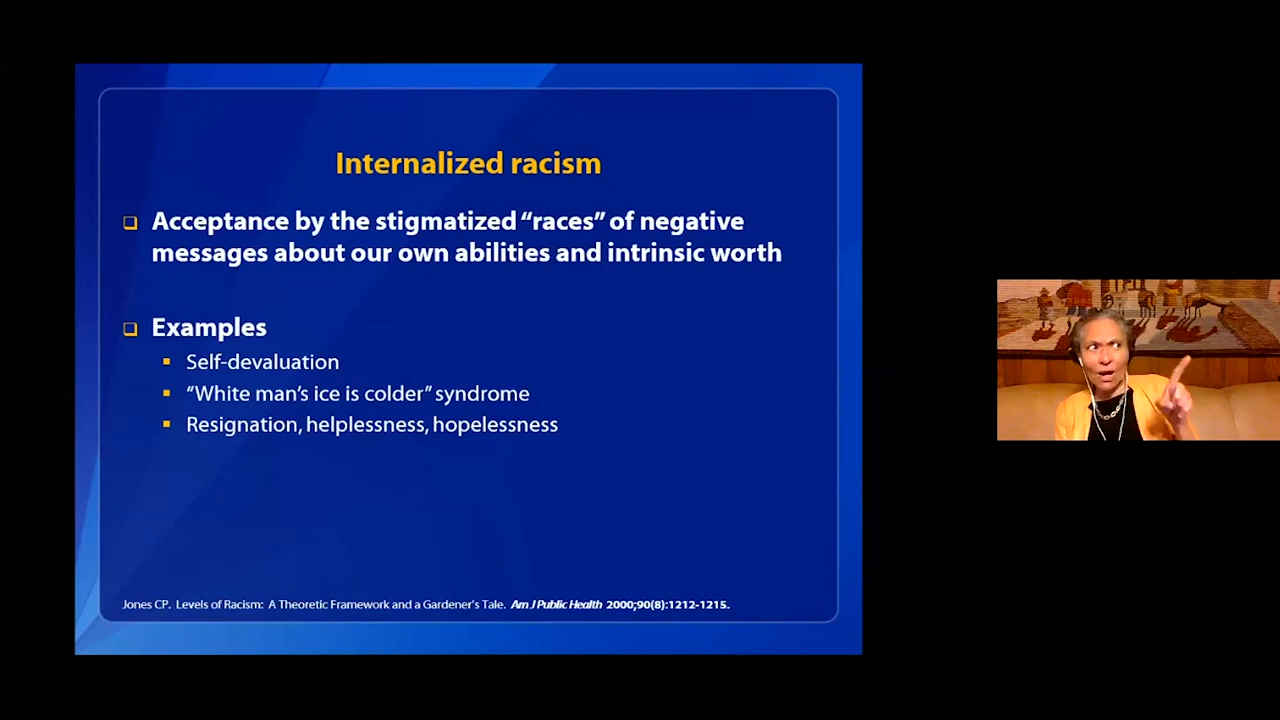 Internalized racism
Acceptance by the stigmatized “races” of negative
messages about our own abilities and intrinsic worth
Examples
Self-devaluation
“White man’s ice is colder” syndrome
Resignation, helplessness, hopelessness
Jones CP. Levels of Racism: A Theoretic Framework and a Gardener’s Tale. Am J Public Health 2000;90(8):1212-1215.